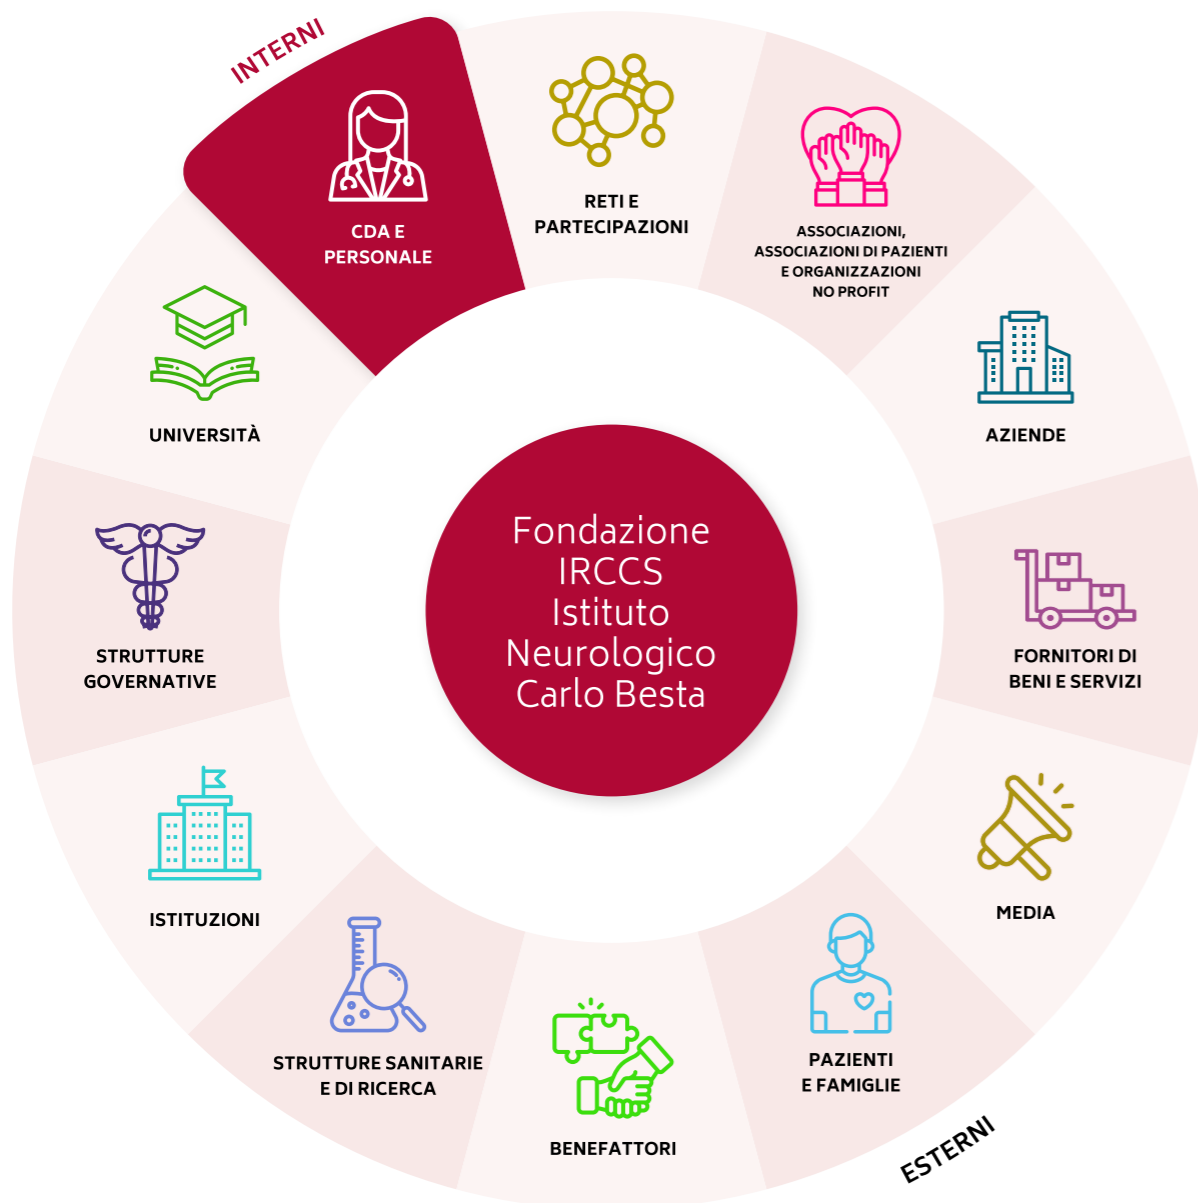 INTERNI
CDA E
PERSONALE
RETI E
PARTECIPAZIONI
ASSOCIAZIONI,
ASSOCIAZIONI DI PAZIENTI
E ORGANIZZAZIONI
NO PROFIT
AZIENDE
FORNITORI DI
BENI E SERVIZI
MEDIA
PAZIENTI
E FAMIGLIE
ESTERNI
BENEFATTORI
STRUTTURE SANITARIE
E DI RICERCA
ISTITUZIONI
STRUTTURE
GOVERNATIVE
UNIVERSITÀ
Fondazione
IRCCS
Istituto
Neurologico
Carlo Besta